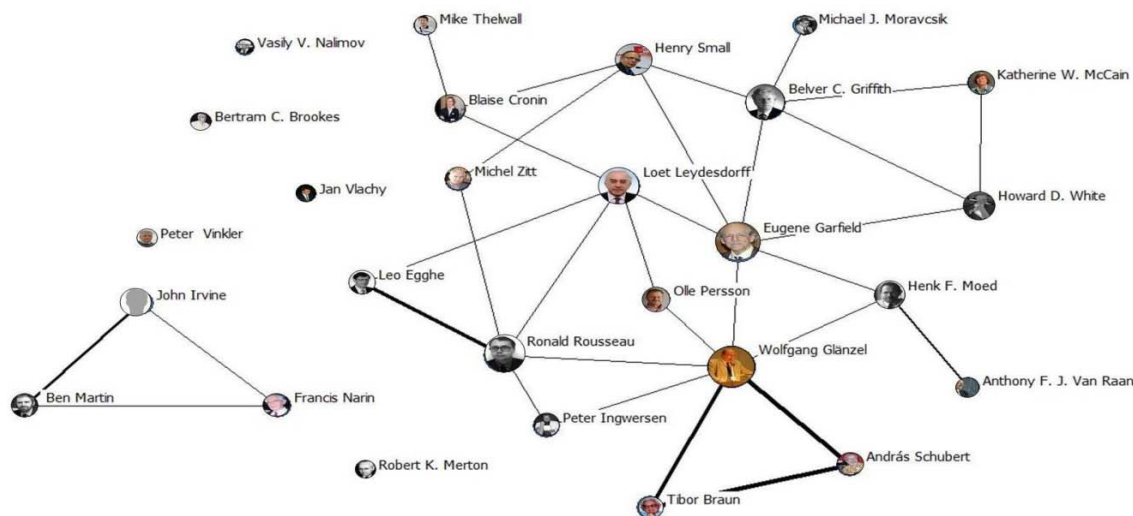 Mike Thelwall
Michael J. Moravcsik
Vasily V. Nalimov
Henry Small
Katherine W. McCain
Belver C. Griffith
Blaise Cronin
Bertram C. Brookes
Michel Zitt
Loet Leydesdorff
Jan Vlachy
Howard D. White
Eugene Garfield
Peter Vinkler
Leo Egghe
Henk F. Moed
Olle Persson
John Irvine
Ronald Rousseau
Wolfgang Glänzel
Anthony F. J. Van Raan
Ben Martin
Francis Narin
Peter Ingwersen
András Schubert
Robert K. Merton
Tibor Braun